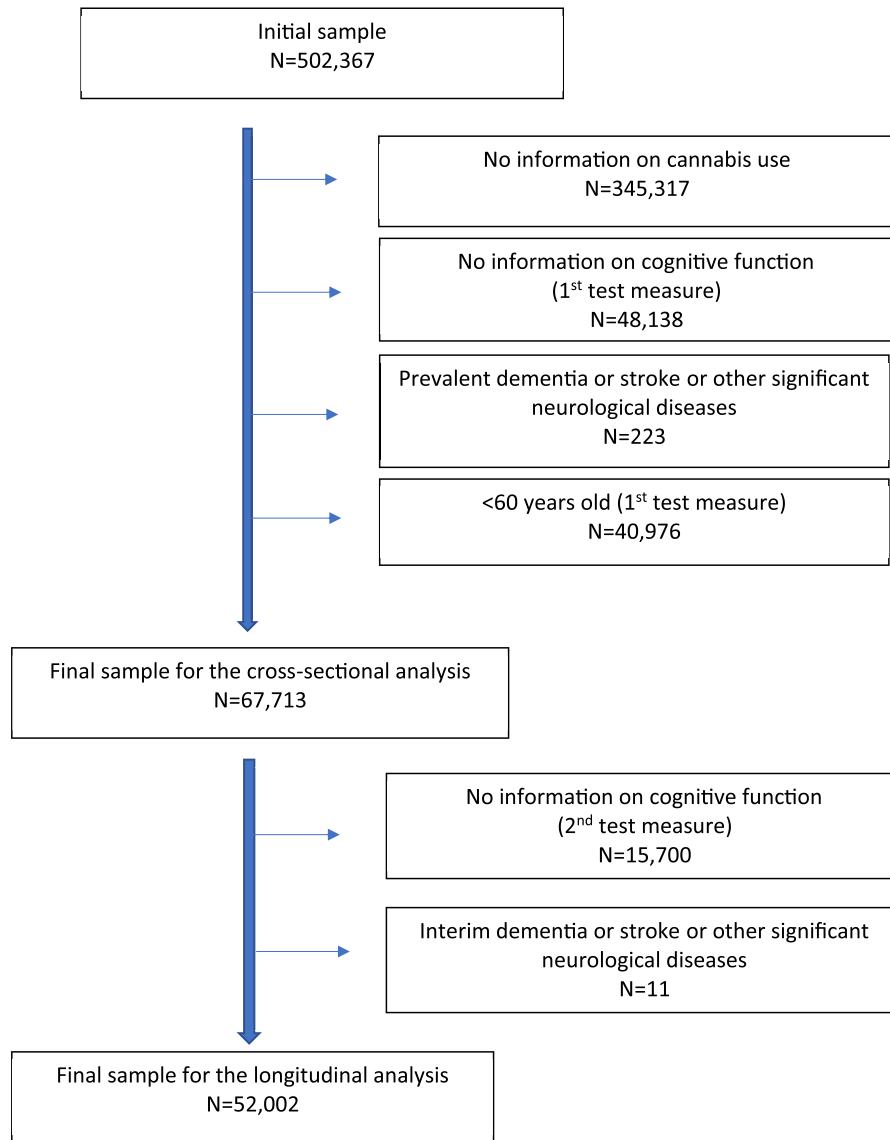 Initial sample
N=502,367
No information on cannabis use
N=345,317
No information on cognitive function
(1st test measure)
N=48,138
Prevalent dementia or stroke or other significant
neurological diseases
N=223
<60 years old (1st test measure)
N=40,976
Final sample for the cross-sectional analysis
N=67,713
No information on cognitive function
(2nd test measure)
N=15,700
Interim dementia or stroke or other significant
neurological diseases
N=11
Final sample for the longitudinal analysis
N=52,002